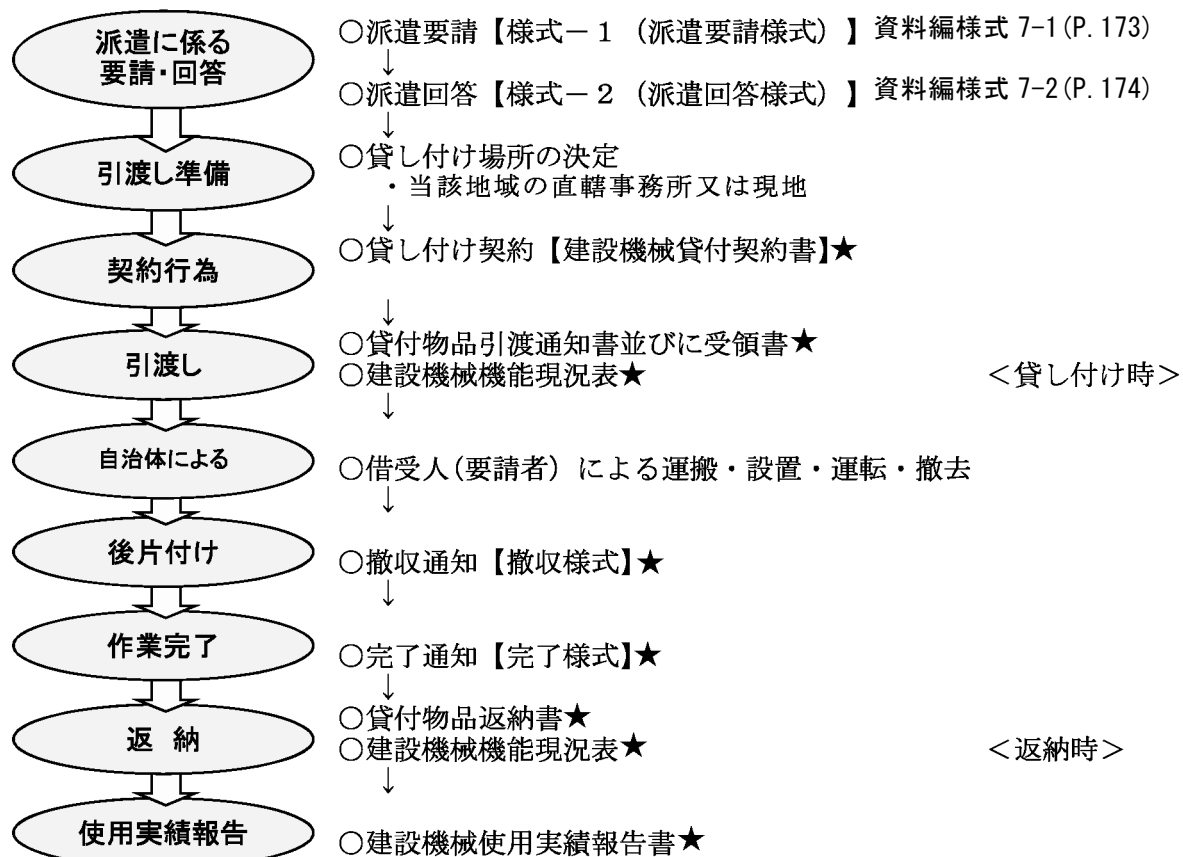 派遣に係る
要請・回答
○派遣要請【様式－１（派遣要請様式）】資料編様式 7-1(P.173)
↓
○派遣回答【様式－２（派遣回答様式）】資料編様式 7-2(P.174)
↓
引渡し準備
○貸し付け場所の決定
・当該地域の直轄事務所又は現地
↓
契約行為
○貸し付け契約【建設機械貸付契約書】★
↓
引渡し
○貸付物品引渡通知書並びに受領書★
○建設機械機能現況表★ ＜貸し付け時＞
↓
自治体による
○借受人(要請者）による運搬・設置・運転・撤去
↓
後片付け
○撤収通知【撤収様式】★
↓
作業完了
○完了通知【完了様式】★
↓
返 納
○貸付物品返納書★
○建設機械機能現況表★ ＜返納時＞
↓
使用実績報告
○建設機械使用実績報告書★